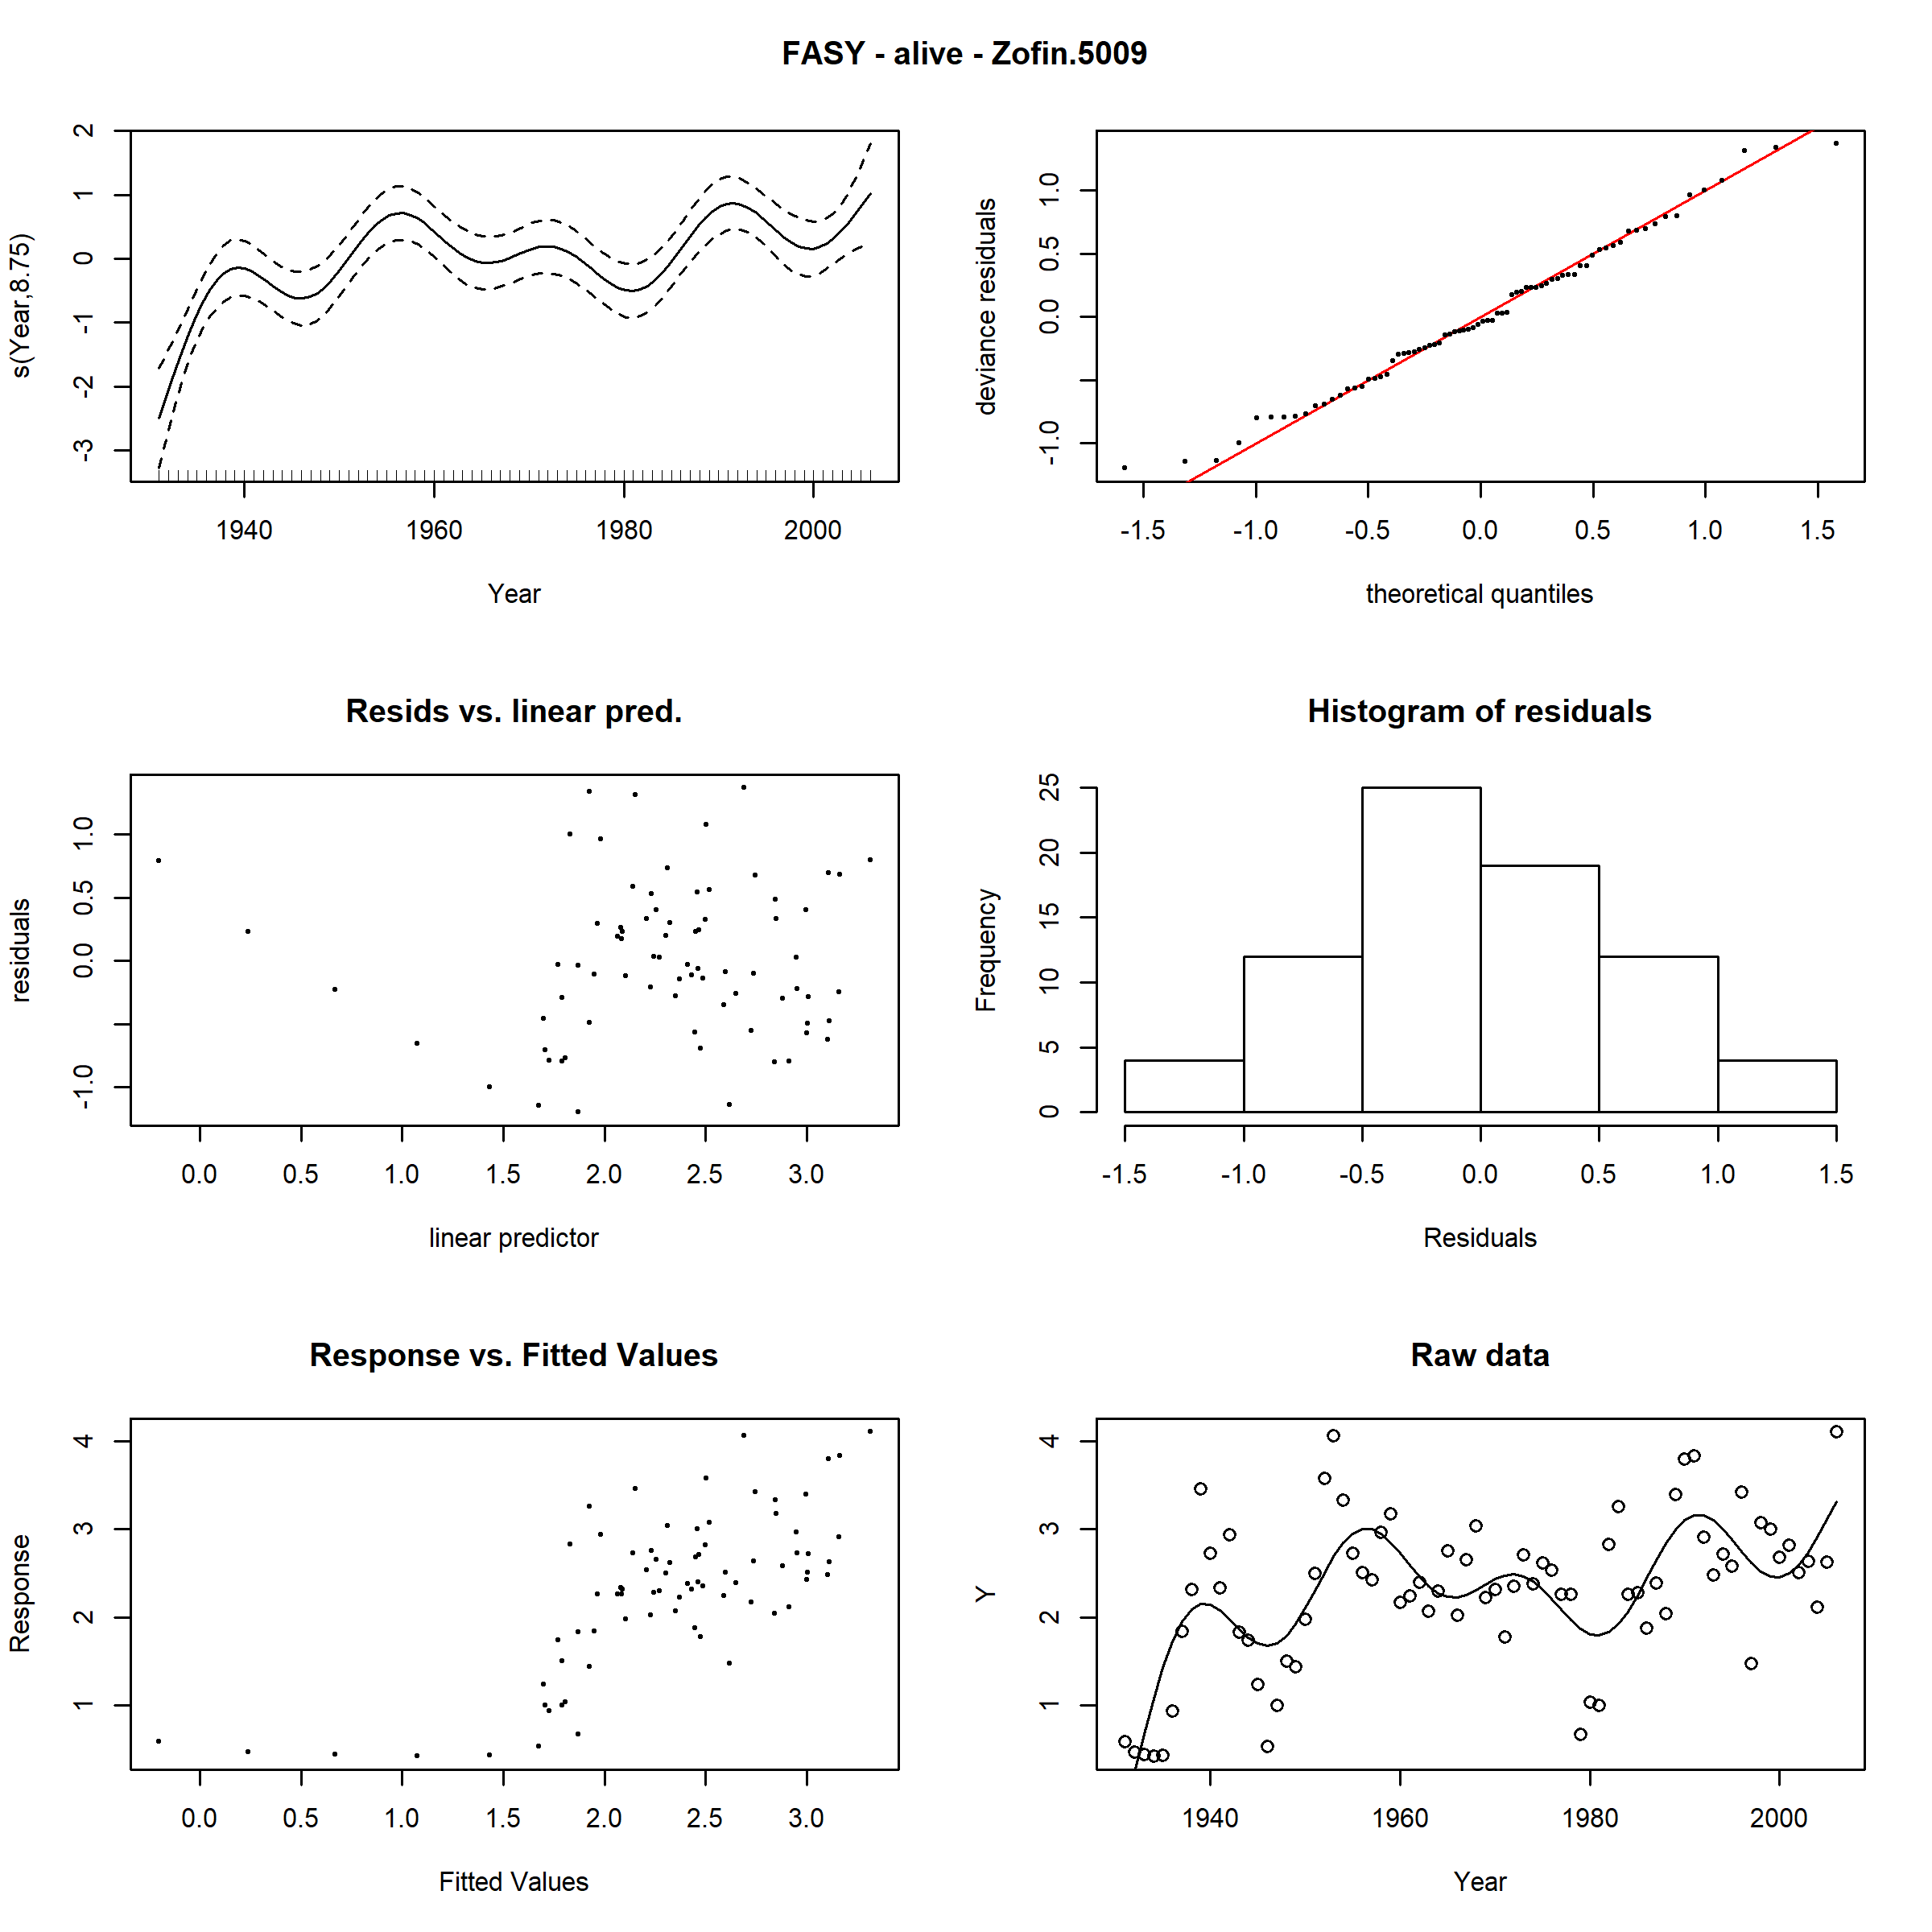 FASY - alive - Zofin.5009
s(Year,8.75)
2
1
0
-1
-2
-3
1940 1960 1980 2000
Year
deviance residuals
1.0
0.5
0.0
-1.0
-1.5 -1.0 -0.5 0.0 0.5 1.0 1.5
theoretical quantiles
Resids vs. linear pred.
residuals
1.0
0.5
0.0
-1.0
0.0 0.5 1.0 1.5 2.0 2.5 3.0
linear predictor
Histogram of residuals
Frequency
25
20
15
10
5
0
-1.5 -1.0 -0.5 0.0 0.5 1.0 1.5
Residuals
Response vs. Fitted Values
Response
4
3
2
1
0.0 0.5 1.0 1.5 2.0 2.5 3.0
Fitted Values
Raw data
Y
4
3
2
1
1940 1960 1980 2000
Year